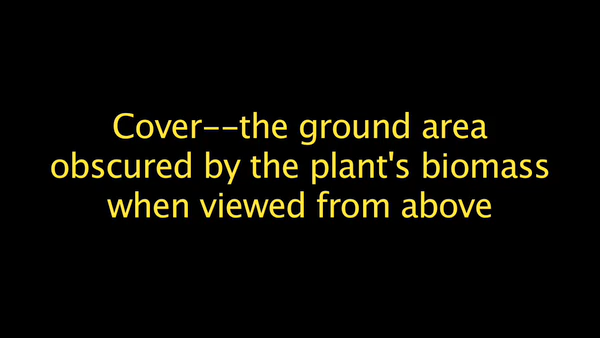 Cover--the ground area
obscured by the plant's biomass
when viewed from above